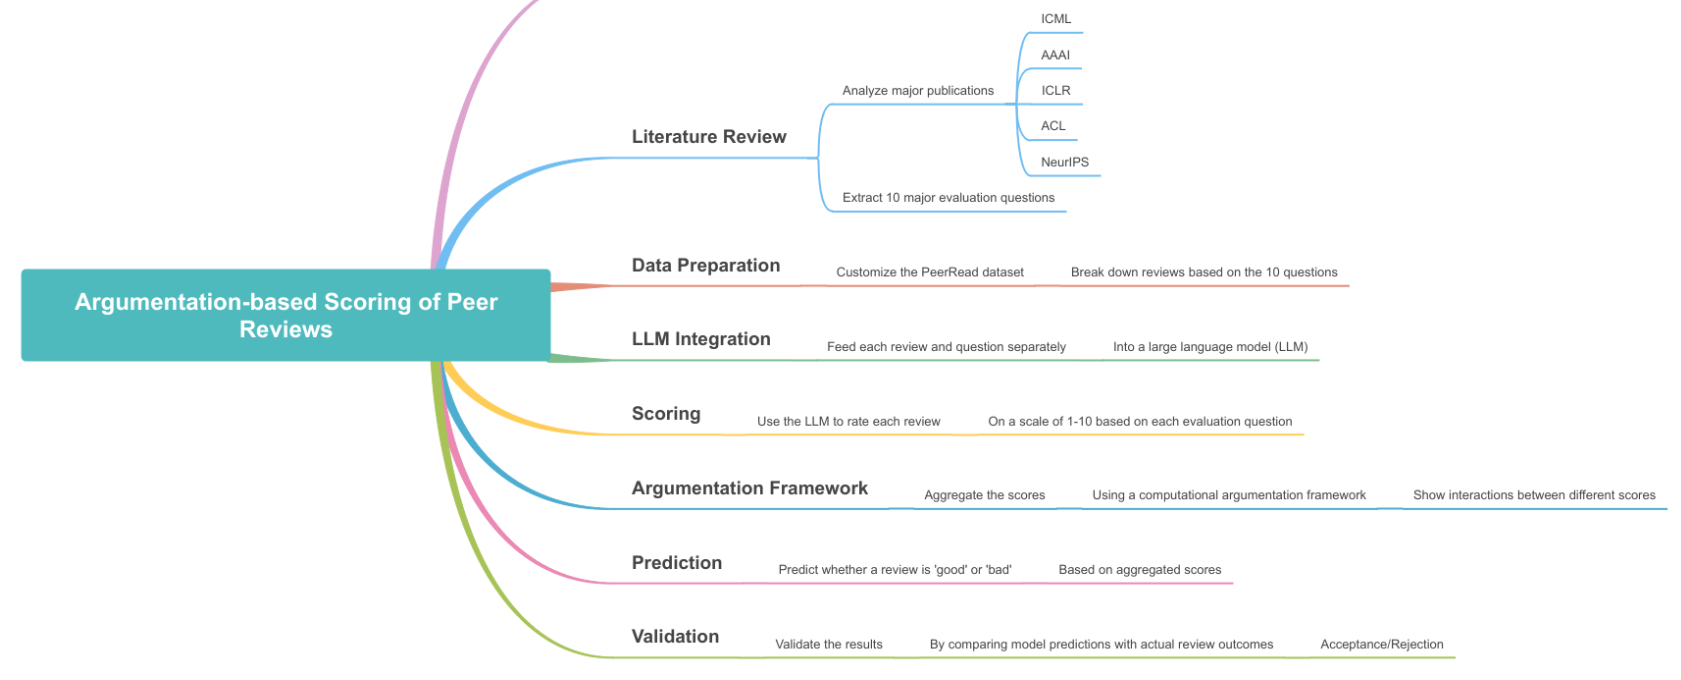 Argumentation-based Scoring of Peer
Reviews
Literature Review
Analyze major publications
ICML
AAAI
ICLR
ACL
NeurIPS
Extract 10 major evaluation questions
Data Preparation
Customize the PeerRead dataset
Break down reviews based on the 10 questions
LLM Integration
Feed each review and question separately
Into a large language model (LLM)
Scoring
Use the LLM to rate each review
On a scale of 1-10 based on each evaluation question
Argumentation Framework
Aggregate the scores
Using a computational argumentation framework
Show interactions between different scores
Prediction
Predict whether a review is 'good' or 'bad'
Based on aggregated scores
Validation
Validate the results
By comparing model predictions with actual review outcomes
Acceptance/Rejection